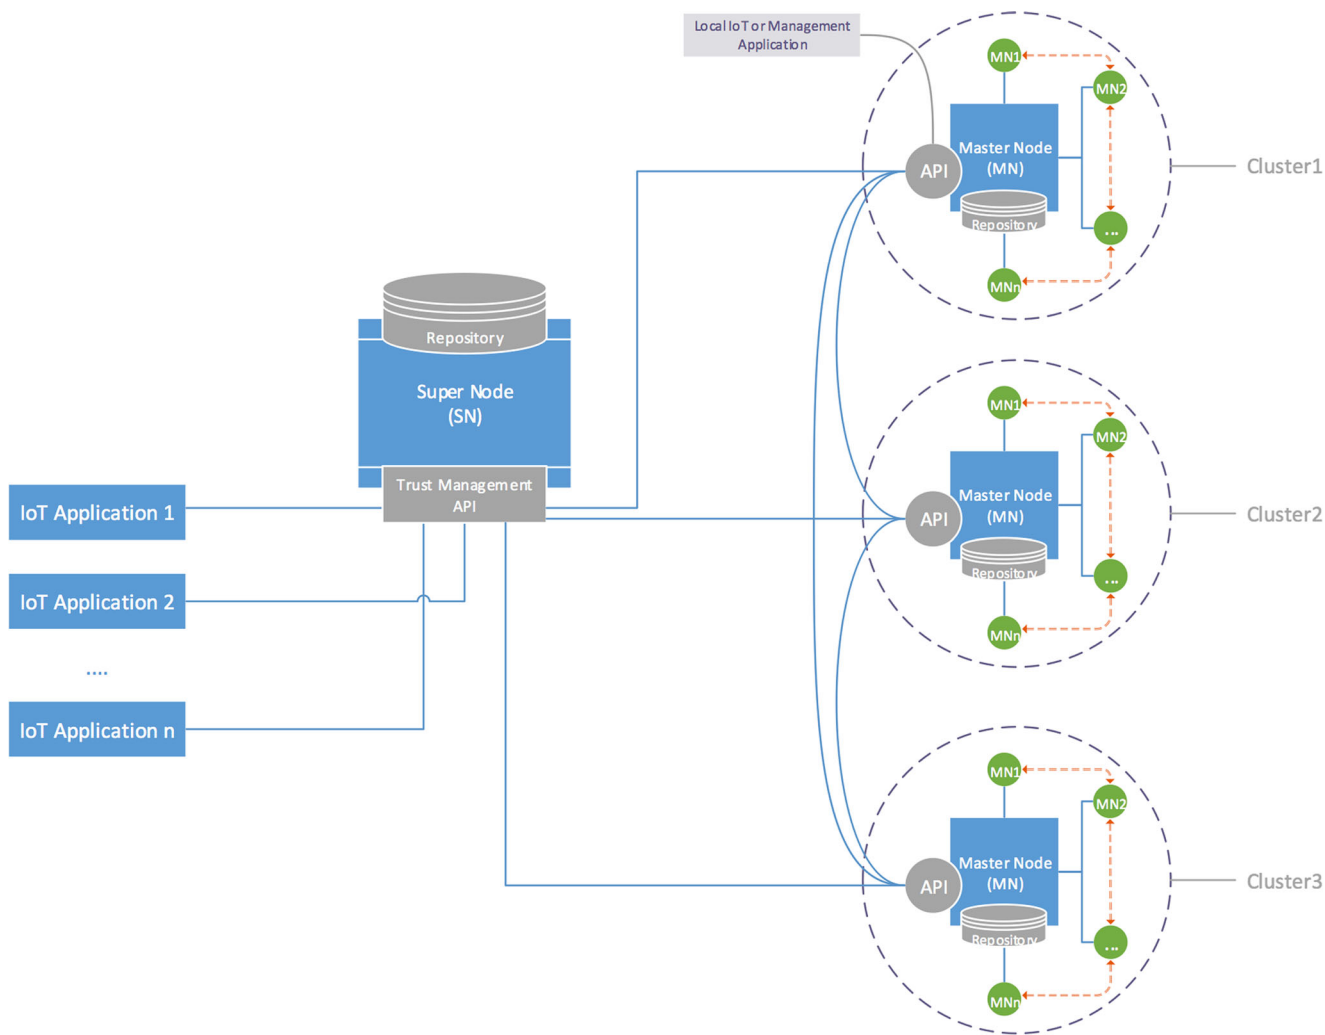 Local IoT or Management
Application
MN1
MN2
Master Node
(MN)
API
Repository
...
MNn
Cluster1
Repository
Super Node
(SN)
Trust Management
API
IoT Application 1
IoT Application 2
....
IoT Application n
MN1
MN2
Master Node
(MN)
API
Repository
...
MNn
Cluster2
MN1
MN2
Master Node
(MN)
API
Repository
...
MNn
Cluster3